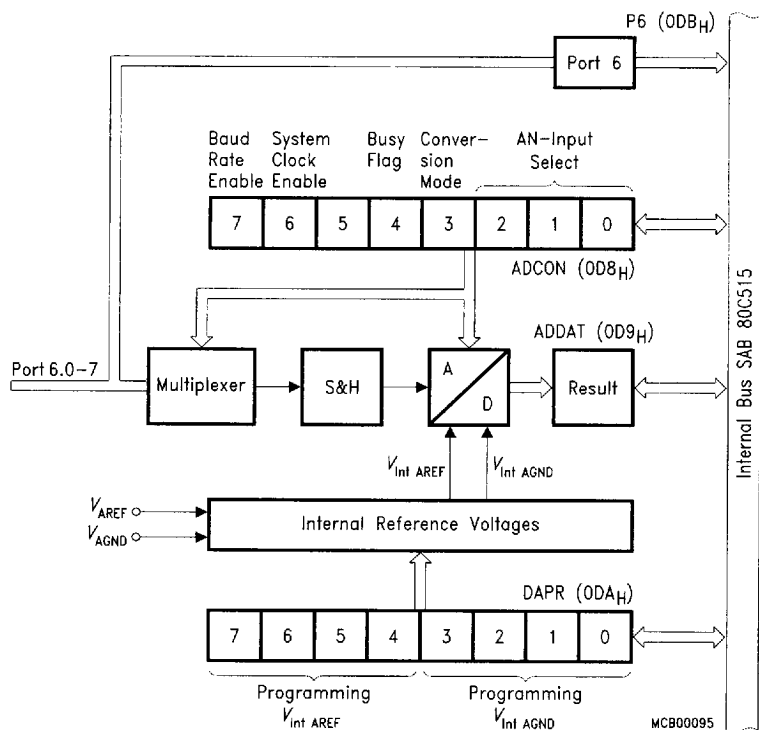 P6 (0DB_H)
Port 6
Baud Rate Enable
System Clock Enable
Busy Flag
Conver-sion Mode
AN-Input Select
7 6 5 4 3 2 1 0
ADCON (0D8_H)
ADDAT (0D9_H)
Port 6.0-7
Multiplexer
S&H
A
D
Result
V_Int AREF
V_Int AGND
V_AREF
V_AGND
Internal Reference Voltages
DAPR (0DA_H)
7 6 5 4 3 2 1 0
Programming
V_Int AREF
Programming
V_Int AGND
Internal Bus SAB 80C515
MCB00095